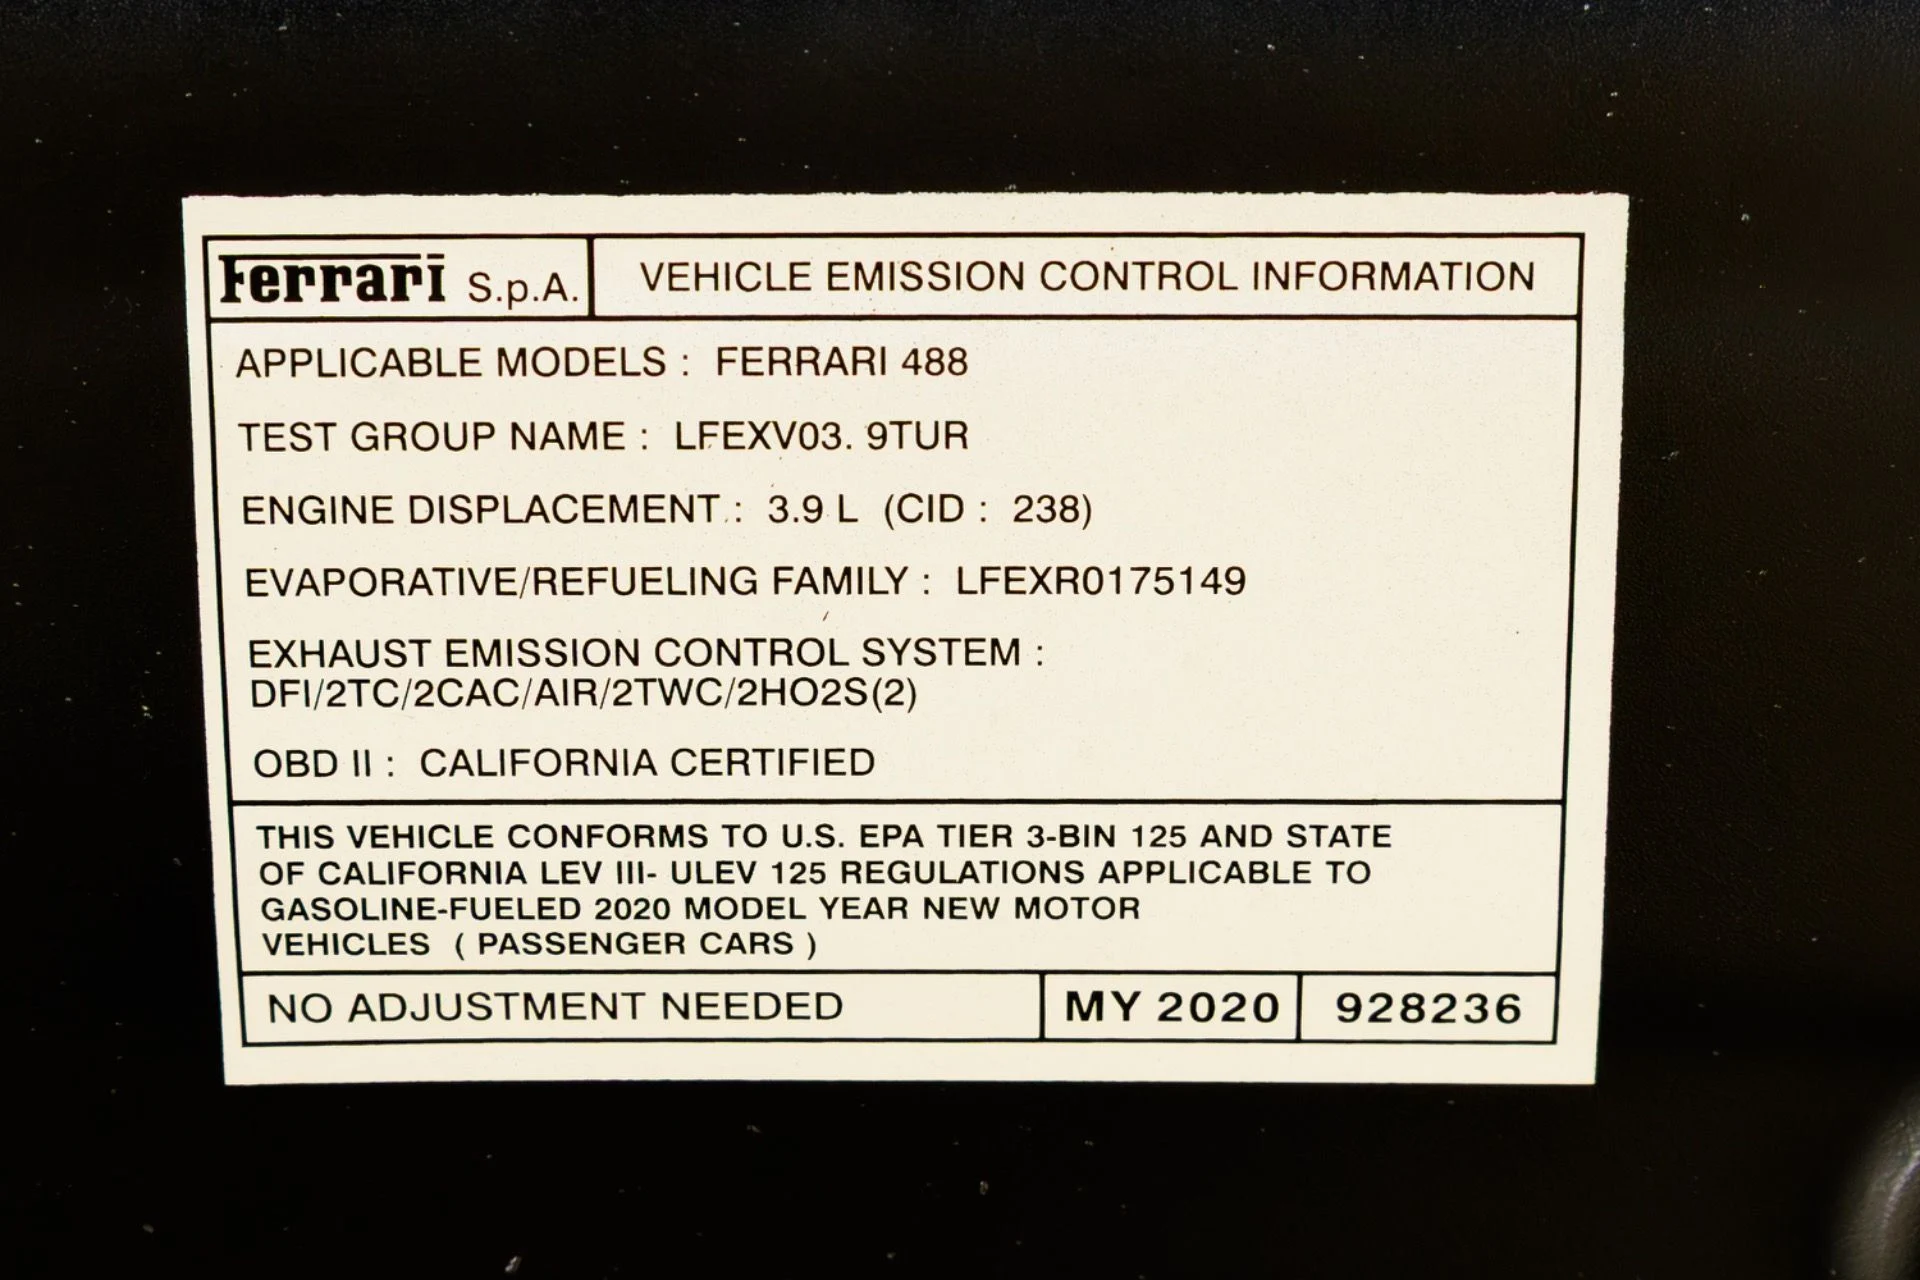 Ferrari S.p.A. VEHICLE EMISSION CONTROL INFORMATION
APPLICABLE MODELS : FERRARI 488
TEST GROUP NAME : LFEXV03. 9TUR
ENGINE DISPLACEMENT : 3.9 L (CID : 238)
EVAPORATIVE/REFUELING FAMILY : LFEXR0175149
EXHAUST EMISSION CONTROL SYSTEM :
DFI/2TC/2CAC/AIR/2TWC/2HO2S(2)
OBD II : CALIFORNIA CERTIFIED
THIS VEHICLE CONFORMS TO U.S. EPA TIER 3-BIN 125 AND STATE
OF CALIFORNIA LEV III- ULEV 125 REGULATIONS APPLICABLE TO
GASOLINE-FUELED 2020 MODEL YEAR NEW MOTOR
VEHICLES ( PASSENGER CARS )
NO ADJUSTMENT NEEDED MY 2020 928236